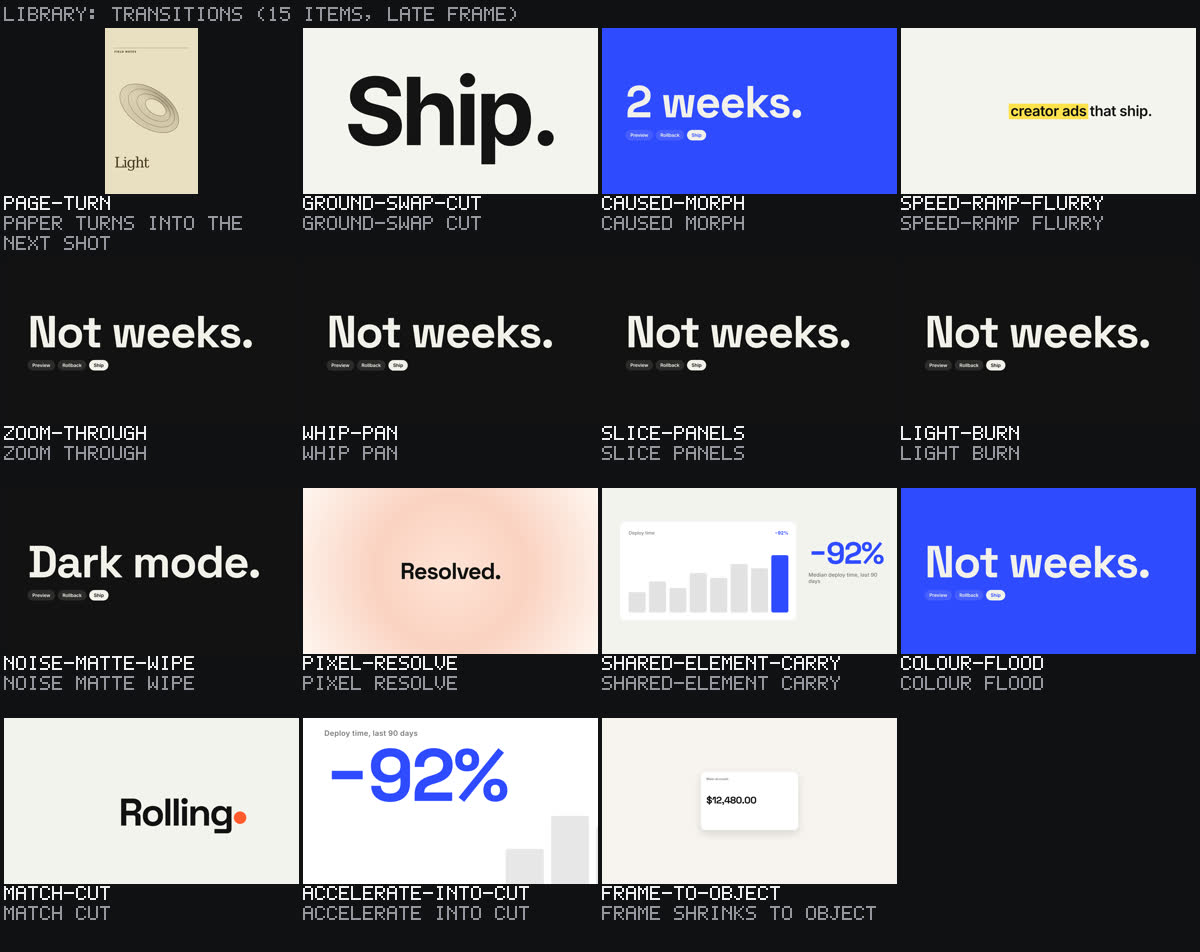 LIBRARY: TRANSITIONS (15 ITEMS, LATE FRAME)
FIELD NOTES
Light
Ship.
2 weeks.
Preview Rollback Ship
creator ads that ship.
PAGE-TURN
PAPER TURNS INTO THE
NEXT SHOT
GROUND-SWAP-CUT
GROUND-SWAP CUT
CAUSED-MORPH
CAUSED MORPH
SPEED-RAMP-FLURRY
SPEED-RAMP FLURRY
Not weeks.
Preview Rollback Ship
Not weeks.
Preview Rollback Ship
Not weeks.
Preview Rollback Ship
Not weeks.
Preview Rollback Ship
ZOOM-THROUGH
ZOOM THROUGH
WHIP-PAN
WHIP PAN
SLICE-PANELS
SLICE PANELS
LIGHT-BURN
LIGHT BURN
Dark mode.
Preview Rollback Ship
Resolved.
Deploy time
−92%
−92%
Median deploy time, last 90
days
Not weeks.
Preview Rollback Ship
NOISE-MATTE-WIPE
NOISE MATTE WIPE
PIXEL-RESOLVE
PIXEL RESOLVE
SHARED-ELEMENT-CARRY
SHARED-ELEMENT CARRY
COLOUR-FLOOD
COLOUR FLOOD
Rolling
Deploy time, last 90 days
−92%
$12,480.00
MATCH-CUT
MATCH CUT
ACCELERATE-INTO-CUT
ACCELERATE INTO CUT
FRAME-TO-OBJECT
FRAME SHRINKS TO OBJECT